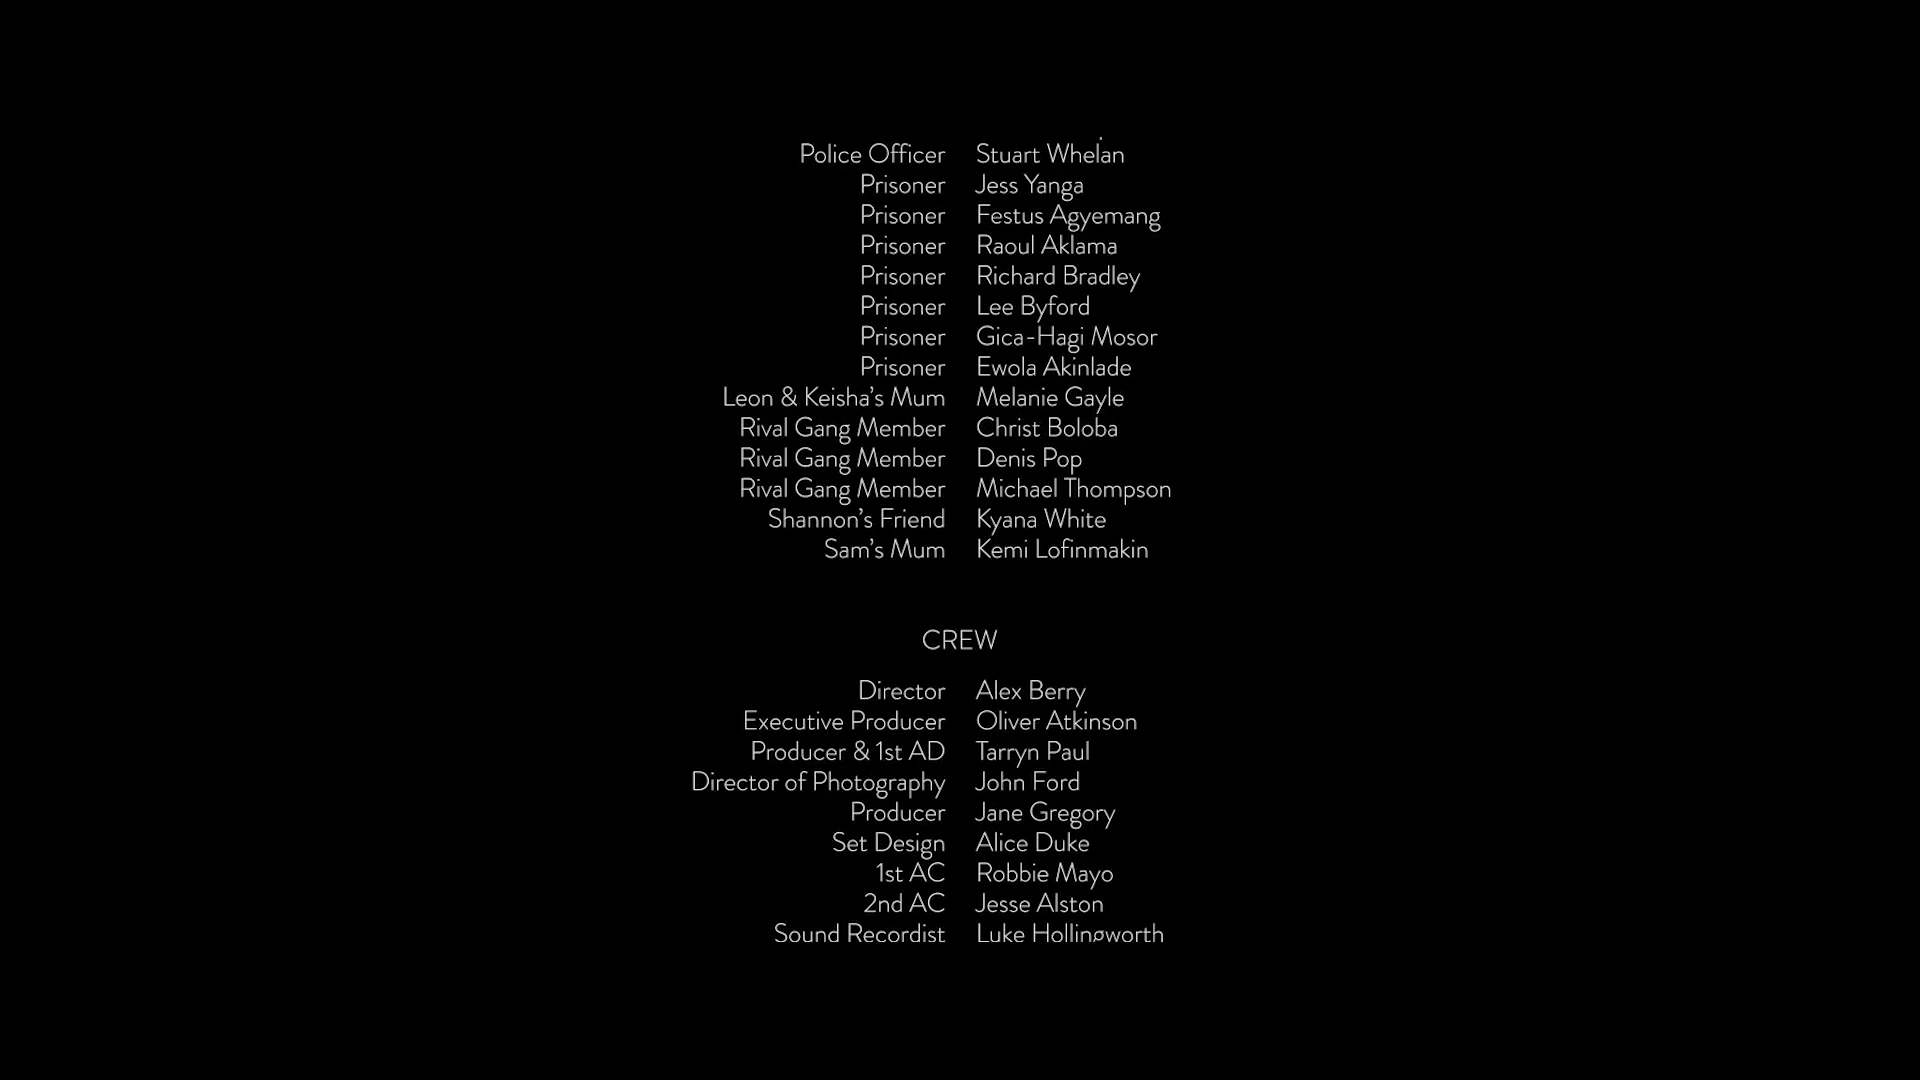 Police Officer Stuart Whelan
Prisoner Jess Yanga
Prisoner Festus Agyemang
Prisoner Raoul Aklama
Prisoner Richard Bradley
Prisoner Lee Byford
Prisoner Gica-Hagi Mosor
Prisoner Ewola Akinlade
Leon & Keisha's Mum Melanie Gayle
Rival Gang Member Christ Boloba
Rival Gang Member Denis Pop
Rival Gang Member Michael Thompson
Shannon's Friend Kyana White
Sam's Mum Kemi Lofinmakin
CREW
Director Alex Berry
Executive Producer Oliver Atkinson
Producer & 1st AD Tarryn Paul
Director of Photography John Ford
Producer Jane Gregory
Set Design Alice Duke
1st AC Robbie Mayo
2nd AC Jesse Alston
Sound Recordist Luke Hollingworth